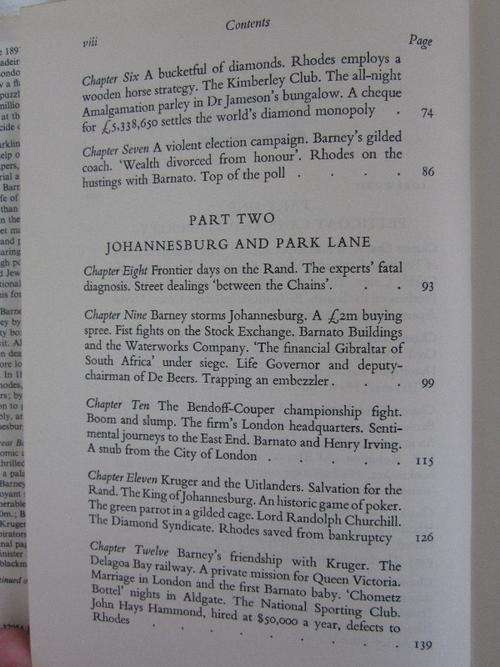 Contents
viii
Page
Chapter Six A bucketful of diamonds. Rhodes employs a
wooden horse strategy. The Kimberley Club. The all-night
Amalgamation parley in Dr Jameson's bungalow. A cheque
for £5,338,650 settles the world's diamond monopoly . 74
Chapter Seven A violent election campaign. Barney's gilded
coach. 'Wealth divorced from honour'. Rhodes on the
hustings with Barnato. Top of the poll . . . . 86
PART TWO
JOHANNESBURG AND PARK LANE
Chapter Eight Frontier days on the Rand. The experts' fatal
diagnosis. Street dealings 'between the Chains'. . . 93
Chapter Nine Barney storms Johannesburg. A £2m buying
spree. Fist fights on the Stock Exchange. Barnato Buildings
and the Waterworks Company. 'The financial Gibraltar of
South Africa' under siege. Life Governor and deputy-
chairman of De Beers. Trapping an embezzler . . . 99
Chapter Ten The Bendoff-Couper championship fight.
Boom and slump. The firm's London headquarters. Senti-
mental journeys to the East End. Barnato and Henry Irving.
A snub from the City of London . . . . . 115
Chapter Eleven Kruger and the Uitlanders. Salvation for the
Rand. The King of Johannesburg. An historic game of poker.
The green parrot in a gilded cage. Lord Randolph Churchill.
The Diamond Syndicate. Rhodes saved from bankruptcy 126
Chapter Twelve Barney's friendship with Kruger. The
Delagoa Bay railway. A private mission for Queen Victoria.
Marriage in London and the first Barnato baby. 'Chometz
Bottel' nights in Aldgate. The National Sporting Club.
John Hays Hammond, hired at $50,000 a year, defects to
Rhodes . . . . . . . 139